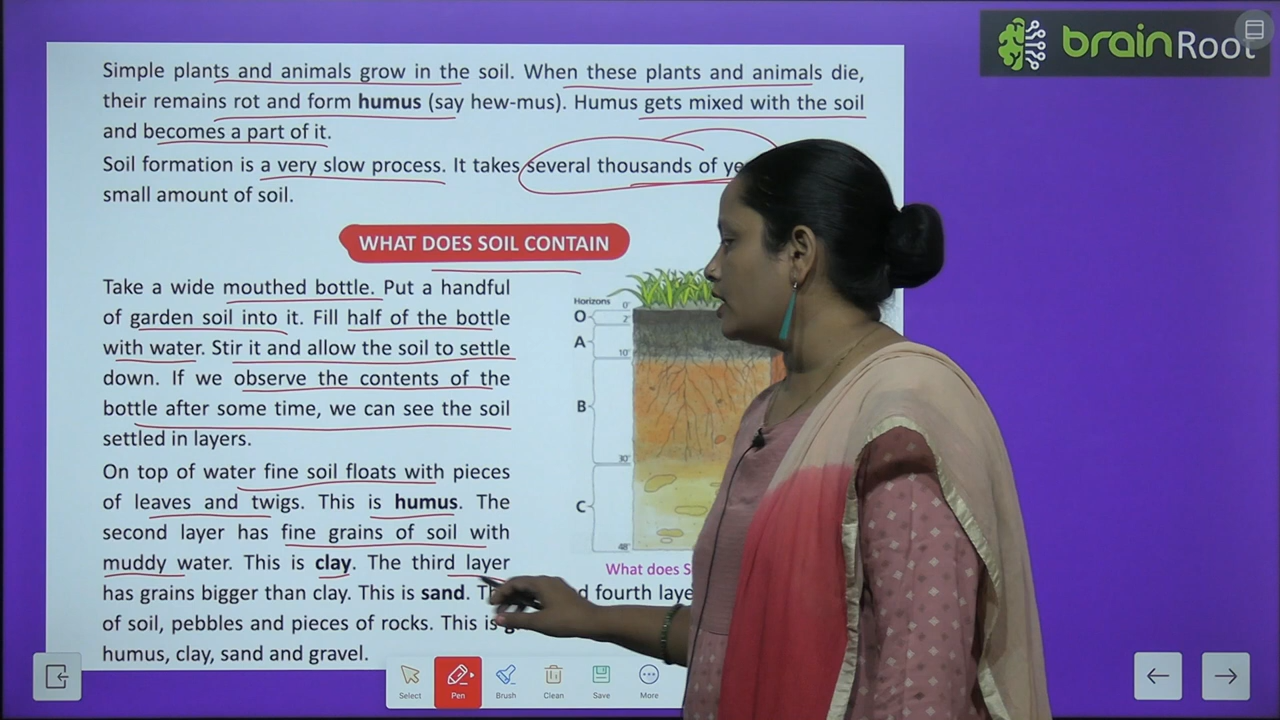 brainRoot
Simple plants and animals grow in the soil. When these plants and animals die,
their remains rot and form humus (say hew-mus). Humus gets mixed with the soil
and becomes a part of it.
Soil formation is a very slow process. It takes several thousands of
small amount of soil.
WHAT DOES SOIL CONTAIN
Take a wide mouthed bottle. Put a handful
of garden soil into it. Fill half of the bottle
with water. Stir it and allow the soil to settle
down. If we observe the contents of the
bottle after some time, we can see the soil
settled in layers.
On top of water fine soil floats with pieces
of leaves and twigs. This is humus. The
second layer has fine grains of soil with
muddy water. This is clay. The third layer
has grains bigger than clay. This is sand. fourth
of soil, pebbles and pieces of rocks. This is
humus, clay, sand and gravel.
Horizons
0"
O
2"
A
10"
B
30"
C
48"
What does
Select
Pen
Brush
Clean
Save
More